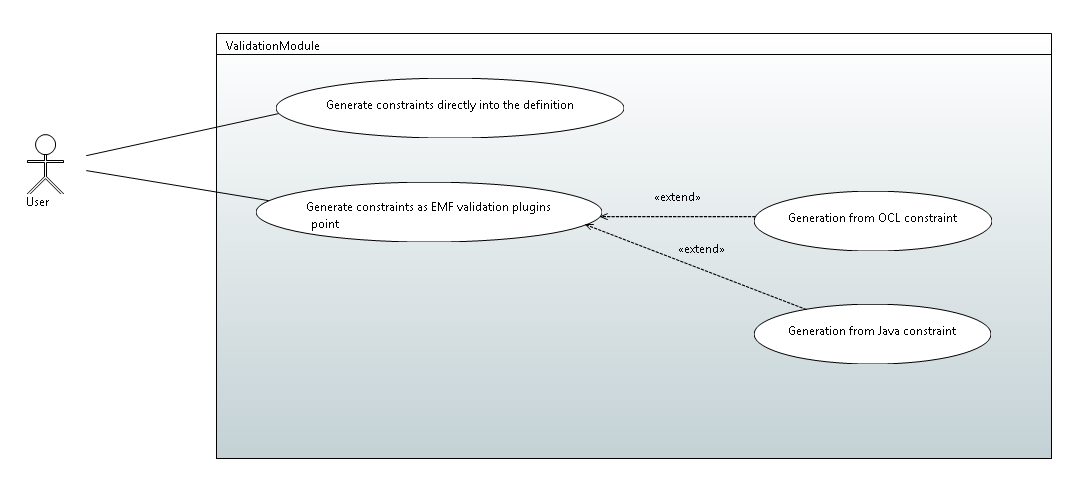 ValidationModule
Generate constraints directly into the definition
User
Generate constraints as EMF validation plugins
point
«extend»
Generation from OCL constraint
«extend»
Generation from Java constraint